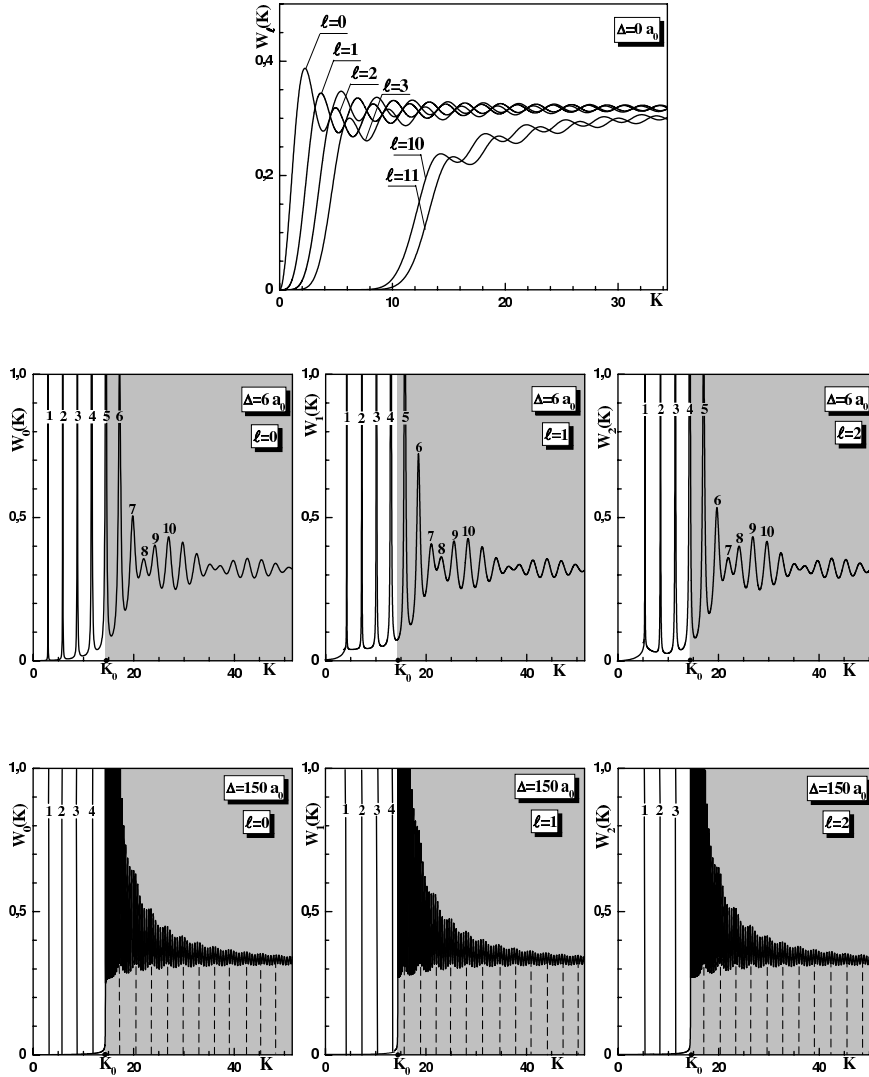 W_ℓ(K)
Δ=0 a_0
ℓ=0
ℓ=1
ℓ=2
ℓ=3
ℓ=10
ℓ=11
0,4
0,2
0
0 10 20 30 K
W_0(K)
1,0
0,5
0
1 2 3 4 5 6
7 8 9 10
Δ=6 a_0
ℓ=0
0 K_0 20 K 40
W_1(K)
1,0
0,5
0
1 2 3 4 5
6 7 8 9 10
Δ=6 a_0
ℓ=1
0 K_0 20 K 40
W_2(K)
1,0
0,5
0
1 2 3 4 5
6 7 8 9 10
Δ=6 a_0
ℓ=2
0 K_0 20 K 40
W_0(K)
1,0
0,5
0
1 2 3 4
Δ=150 a_0
ℓ=0
0 K_0 20 K 40
W_1(K)
1,0
0,5
0
1 2 3 4
Δ=150 a_0
ℓ=1
0 K_0 20 K 40
W_2(K)
1,0
0,5
0
1 2 3
Δ=150 a_0
ℓ=2
0 K_0 20 K 40